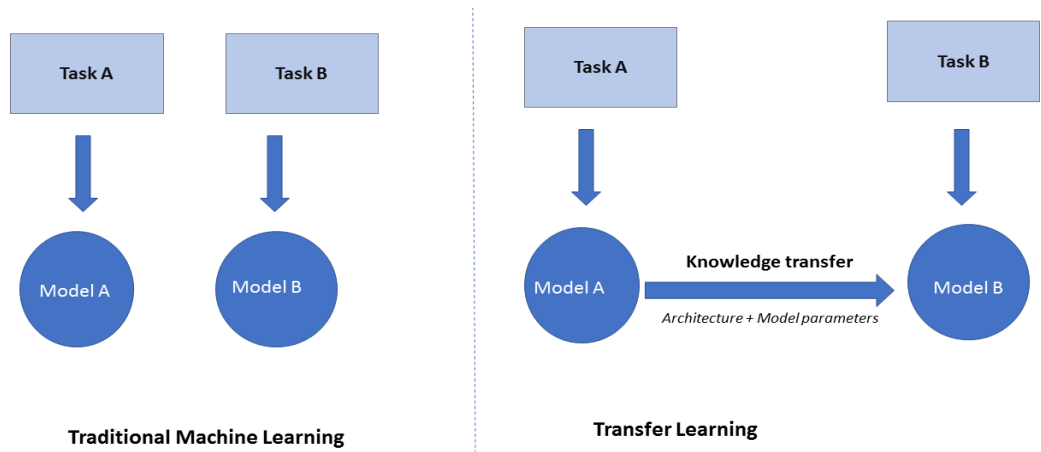 Task A
Task B
Model A
Model B
Traditional Machine Learning
Task A
Task B
Model A
Knowledge transfer
Architecture + Model parameters
Model B
Transfer Learning